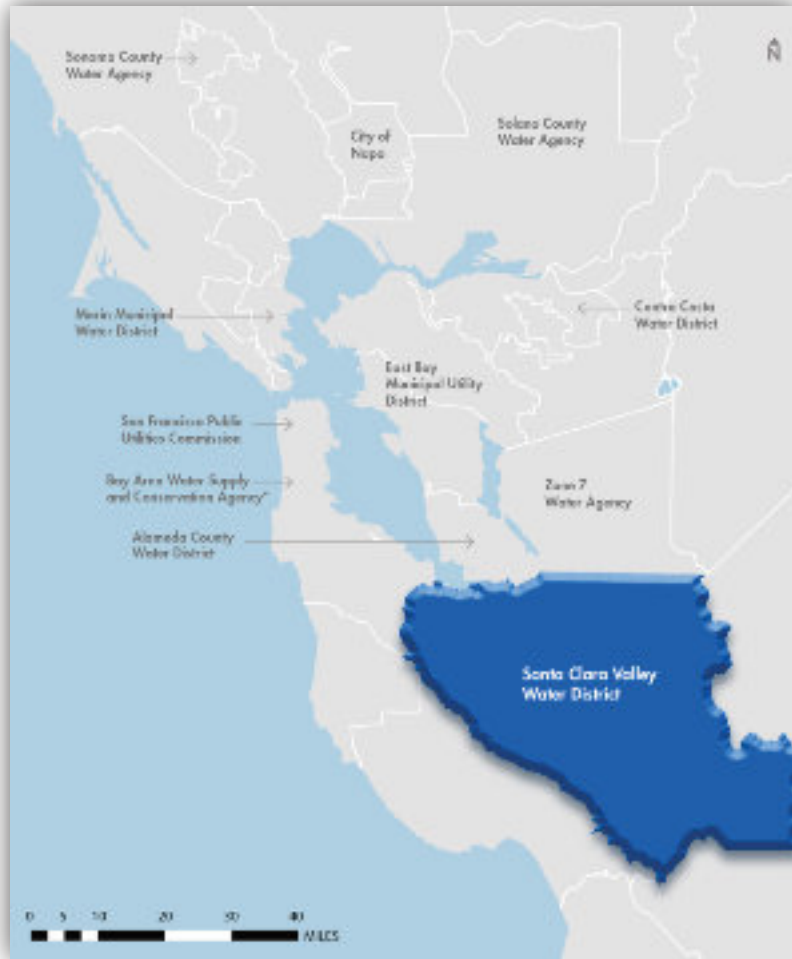 Sonoma County
Water Agency
N
City of
Napa
Solano County
Water Agency
Marin Municipal
Water District
Contra Costa
Water District
East Bay
Municipal Utility
District
San Francisco Public
Utilities Commission
Bay Area Water Supply
and Conservation Agency*
Zone 7
Water Agency
Alameda County
Water District
Santa Clara Valley
Water District
0 5 10 20 30 40
MILES